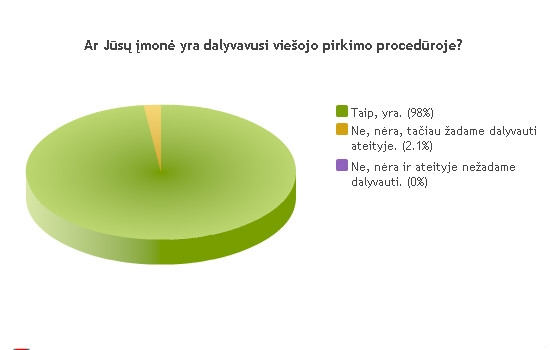 Ar Jūsų įmonė yra dalyvavusi viešojo pirkimo procedūroje?
Taip, yra. (98%)
Ne, nėra, tačiau žadame dalyvauti
ateityje. (2.1%)
Ne, nėra ir ateityje nežadame
dalyvauti. (0%)